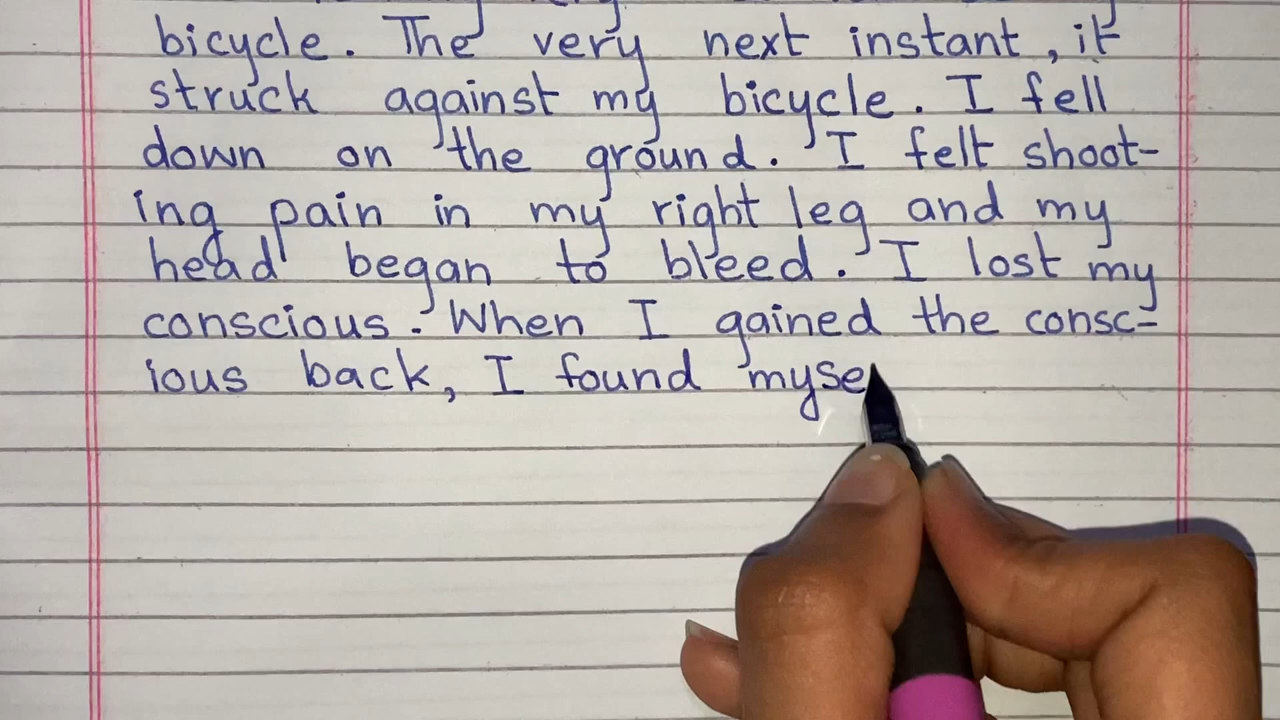 bicycle. The very next instant, it
struck against my bicycle. I fell
down on the ground. I felt shoot-
ing pain in my right leg and my
head began to bleed. I lost my
conscious. When I gained the consc-
ious back, I found myse